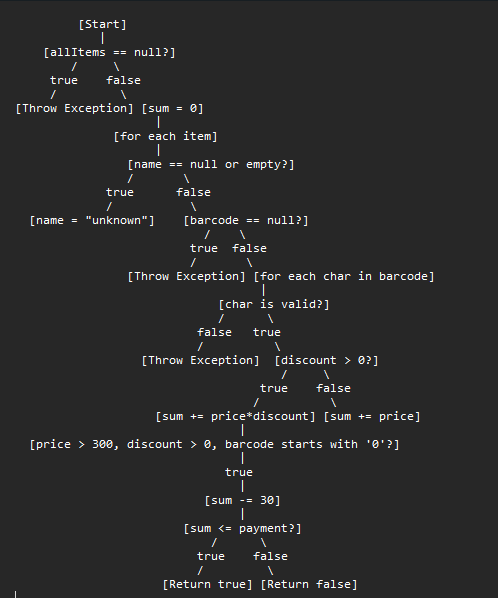 [Start]
|
[allItems == null?]
/ \
true false
/ \
[Throw Exception] [sum = 0]
|
[for each item]
|
[name == null or empty?]
/ \
true false
/ \
[name = "unknown"] [barcode == null?]
/ \
true false
/ \
[Throw Exception] [for each char in barcode]
|
[char is valid?]
/ \
false true
/ \
[Throw Exception] [discount > 0?]
/ \
true false
/ \
[sum += price*discount] [sum += price]
|
[price > 300, discount > 0, barcode starts with '0'?]
|
true
|
[sum -= 30]
|
[sum <= payment?]
/ \
true false
/ \
[Return true] [Return false]